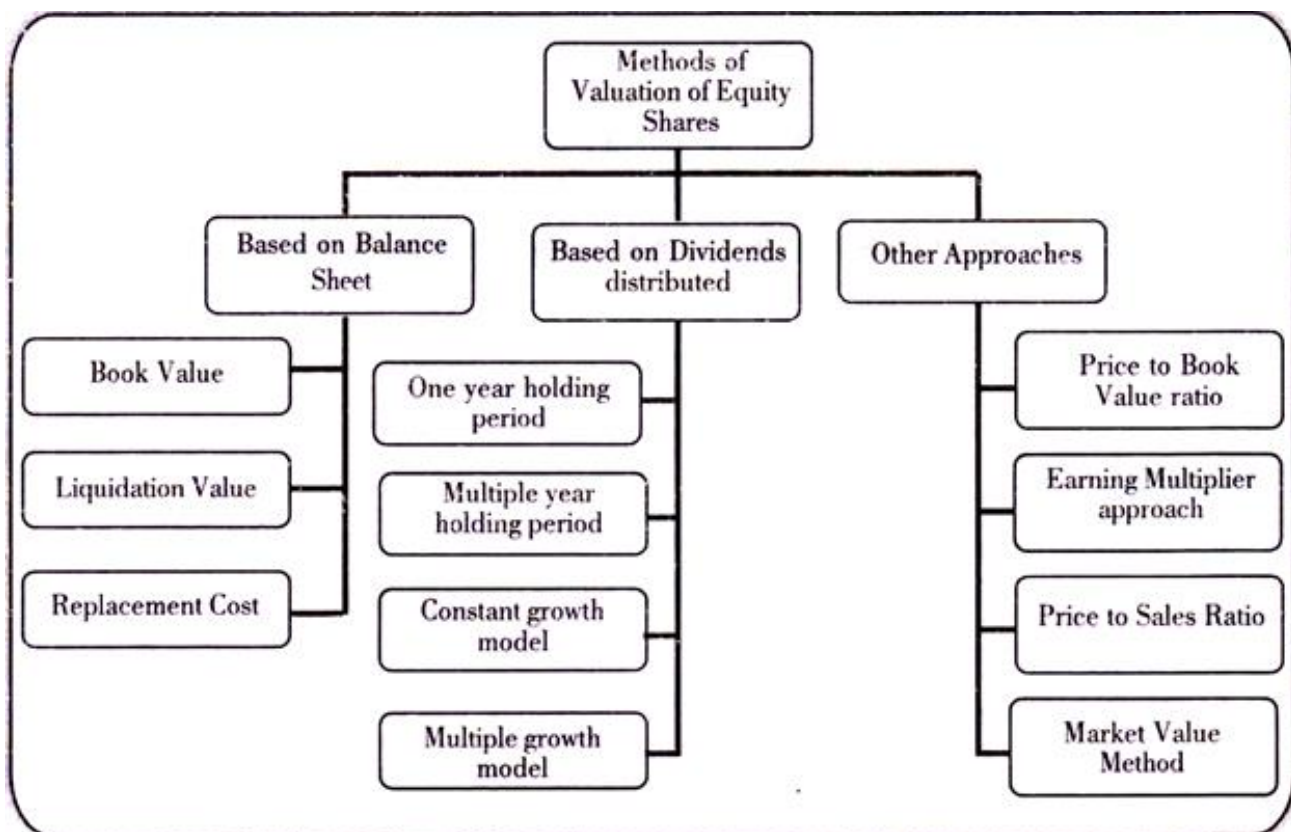 Methods of
Valuation of Equity
Shares
Based on Balance
Sheet
Book Value
Liquidation Value
Replacement Cost
Based on Dividends
distributed
One year holding
period
Multiple year
holding period
Constant growth
model
Multiple growth
model
Other Approaches
Price to Book
Value ratio
Earning Multiplier
approach
Price to Sales Ratio
Market Value
Method